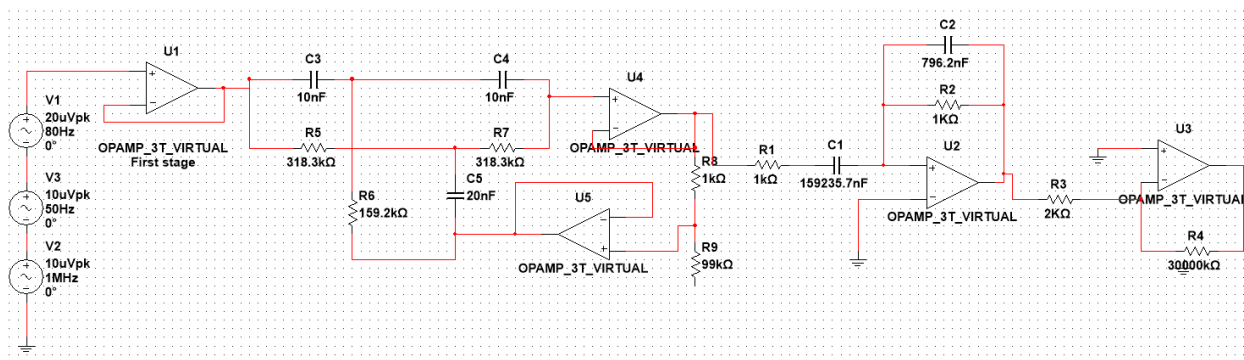 U1
OPAMP_3T_VIRTUAL
First stage
V1
20uVpk
80Hz
0°
V3
10uVpk
50Hz
0°
V2
10uVpk
1MHz
0°
C3
10nF
C4
10nF
R5
318.3kΩ
R7
318.3kΩ
C5
20nF
R6
159.2kΩ
U4
OPAMP_3T_VIRTUAL
U5
OPAMP_3T_VIRTUAL
R8
1kΩ
R9
99kΩ
R1
1kΩ
C1
159235.7nF
C2
796.2nF
R2
1KΩ
U2
OPAMP_3T_VIRTUAL
R3
2KΩ
U3
OPAMP_3T_VIRTUAL
R4
30000kΩ